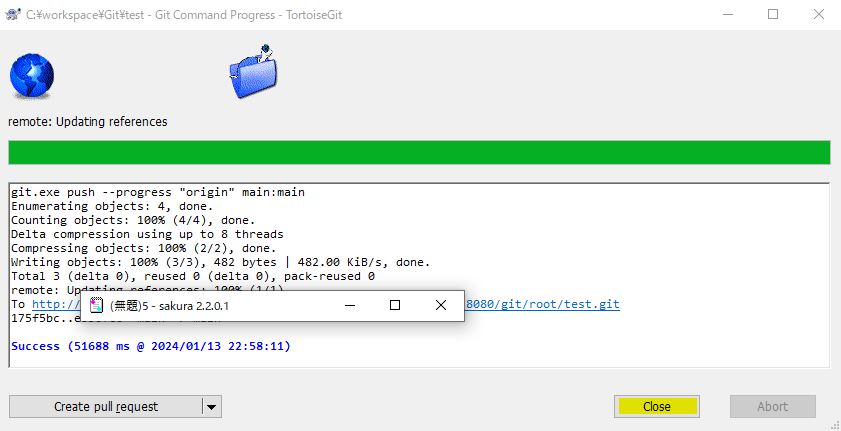 C:¥workspace¥Git¥test - Git Command Progress - TortoiseGit
remote: Updating references
git.exe push --progress "origin" main:main
Enumerating objects: 4, done.
Counting objects: 100% (4/4), done.
Delta compression using up to 8 threads
Compressing objects: 100% (2/2), done.
Writing objects: 100% (3/3), 482 bytes | 482.00 KiB/s, done.
Total 3 (delta 0), reused 0 (delta 0), pack-reused 0
remote: Updating references: 100% (1/1)
To http:// 8080/git/root/test.git
(無題)5 - sakura 2.2.0.1
175f5bc..
Success (51688 ms @ 2024/01/13 22:58:11)
Create pull request
Close
Abort